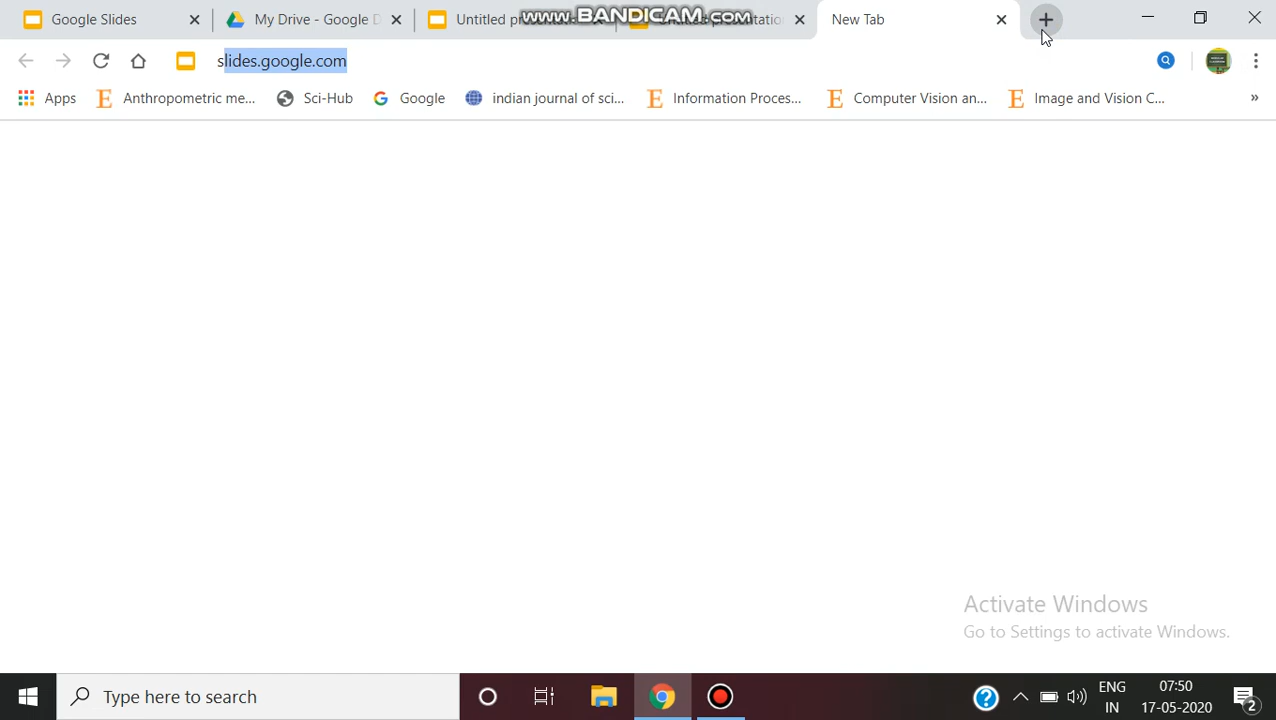 Google Slides
My Drive - Google D
Untitled
www.BANDICAM.com
New Tab
slides.google.com
Apps
Anthropometric me...
Sci-Hub
Google
indian journal of sci...
Information Proces...
Computer Vision an...
Image and Vision C...
»
Activate Windows
Go to Settings to activate Windows.
Type here to search
ENG
IN
07:50
17-05-2020
2